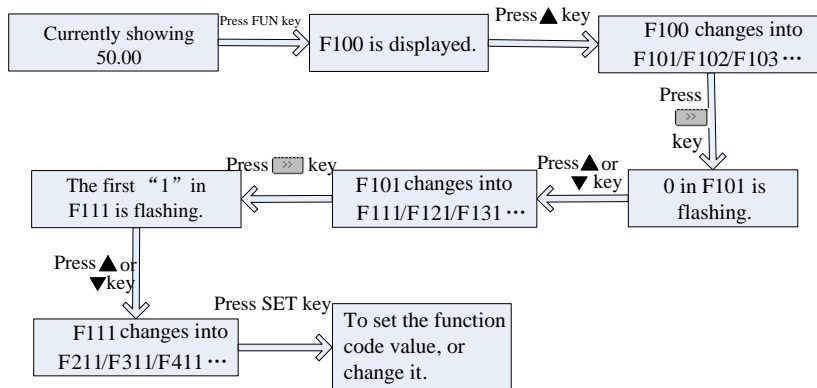 Currently showing
50.00
Press FUN key
F100 is displayed.
Press ▲ key
F100 changes into
F101/F102/F103 ···
Press
>>
key
0 in F101 is
flashing.
Press ▲ or
▼ key
F101 changes into
F111/F121/F131 ···
Press >> key
The first “1” in
F111 is flashing.
Press ▲ or
▼key
F111 changes into
F211/F311/F411 ···
Press SET key
To set the function
code value, or
change it.